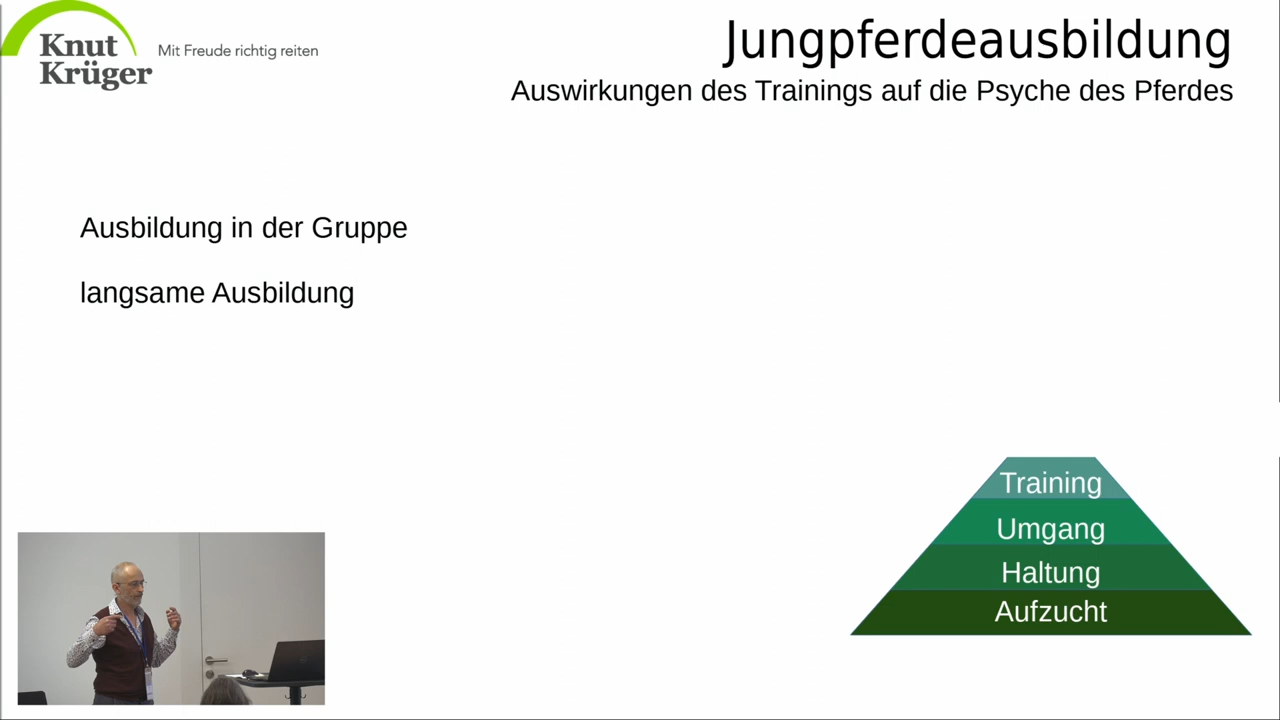 Knut
Krüger
Mit Freude richtig reiten
Jungpferdeausbildung
Auswirkungen des Trainings auf die Psyche des Pferdes
Ausbildung in der Gruppe
langsame Ausbildung
Training
Umgang
Haltung
Aufzucht